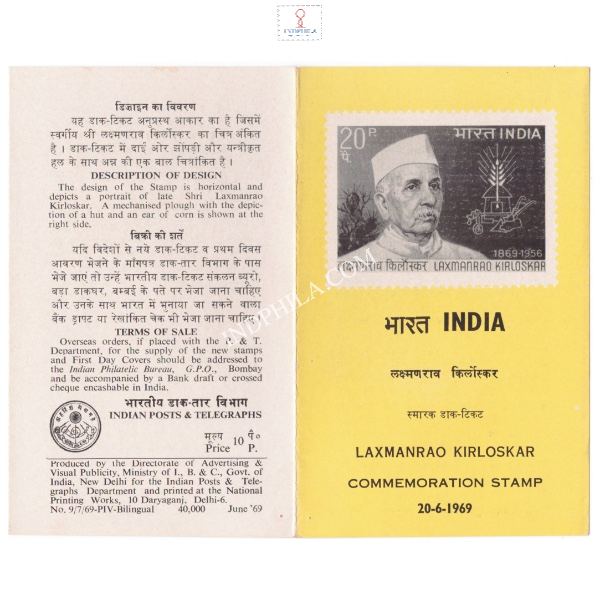 INDPHILA
डिज़ाइन का विवरण
यह डाक-टिकट अनुप्रस्थ आकार का है जिसमें
स्वर्गीय श्री लक्ष्मणराव किर्लोस्कर का चित्र अंकित
है । डाक-टिकट में दाईं ओर झोंपड़ी और यन्त्रीकृत
हल के साथ अन्न की एक बाल चित्रांकित है ।
DESCRIPTION OF DESIGN
The design of the Stamp is horizontal and
depicts a portrait of late Shri Laxmanrao
Kirloskar. A mechanised plough with the depic-
tion of a hut and an ear of corn is shown at the
right side.
बिक्री की शर्तें
यदि विदेशों से नये डाक-टिकट व प्रथम दिवस
आवरण भेजने के माँगपत्र डाक-तार विभाग के पास
भेजे जाएं तो उन्हें भारतीय डाक-टिकट संकलन ब्यूरो,
बड़ा डाकघर, बम्बई के पते पर भेजा जाना चाहिए
और उनके साथ भारत में भुनाया जा सकने वाला
बैंक ड्राफ्ट या रेखांकित चेक भी भेजा जाना चाहिए ।
TERMS OF SALE
Overseas orders, if placed with the P. & T.
Department, for the supply of the new stamps
and First Day Covers should be addressed to
the Indian Philatelic Bureau, G.P.O., Bombay
and be accompanied by a Bank draft or crossed
cheque encashable in India.
भारतीय डाक-तार विभाग
INDIAN POSTS & TELEGRAPHS
मूल्य 10 पै०
Price 10 P.
Produced by the Directorate of Advertising &
Visual Publicity, Ministry of I., B. & C., Govt. of
India, New Delhi for the Indian Posts & Tele-
graphs Department and printed at the National
Printing Works, 10 Daryaganj, Delhi-6.
No. 9/7/69-PIV-Bilingual 40,000 June '69
20 P.
पै.
भारत INDIA
1869-1956
लक्ष्मणराव किर्लोस्कर LAXMANRAO KIRLOSKAR
भारत INDIA
लक्ष्मणराव किर्लोस्कर
स्मारक डाक-टिकट
LAXMANRAO KIRLOSKAR
COMMEMORATION STAMP
20-6-1969
INDPHILA.COM